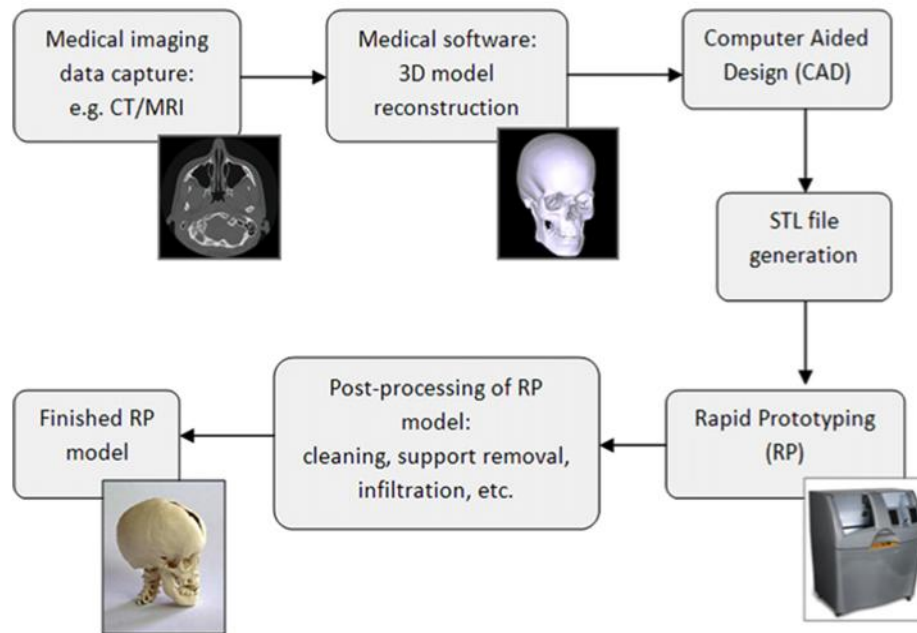 Medical imaging
data capture:
e.g. CT/MRI
Medical software:
3D model
reconstruction
Computer Aided
Design (CAD)
STL file
generation
Rapid Prototyping
(RP)
Post-processing of RP
model:
cleaning, support removal,
infiltration, etc.
Finished RP
model